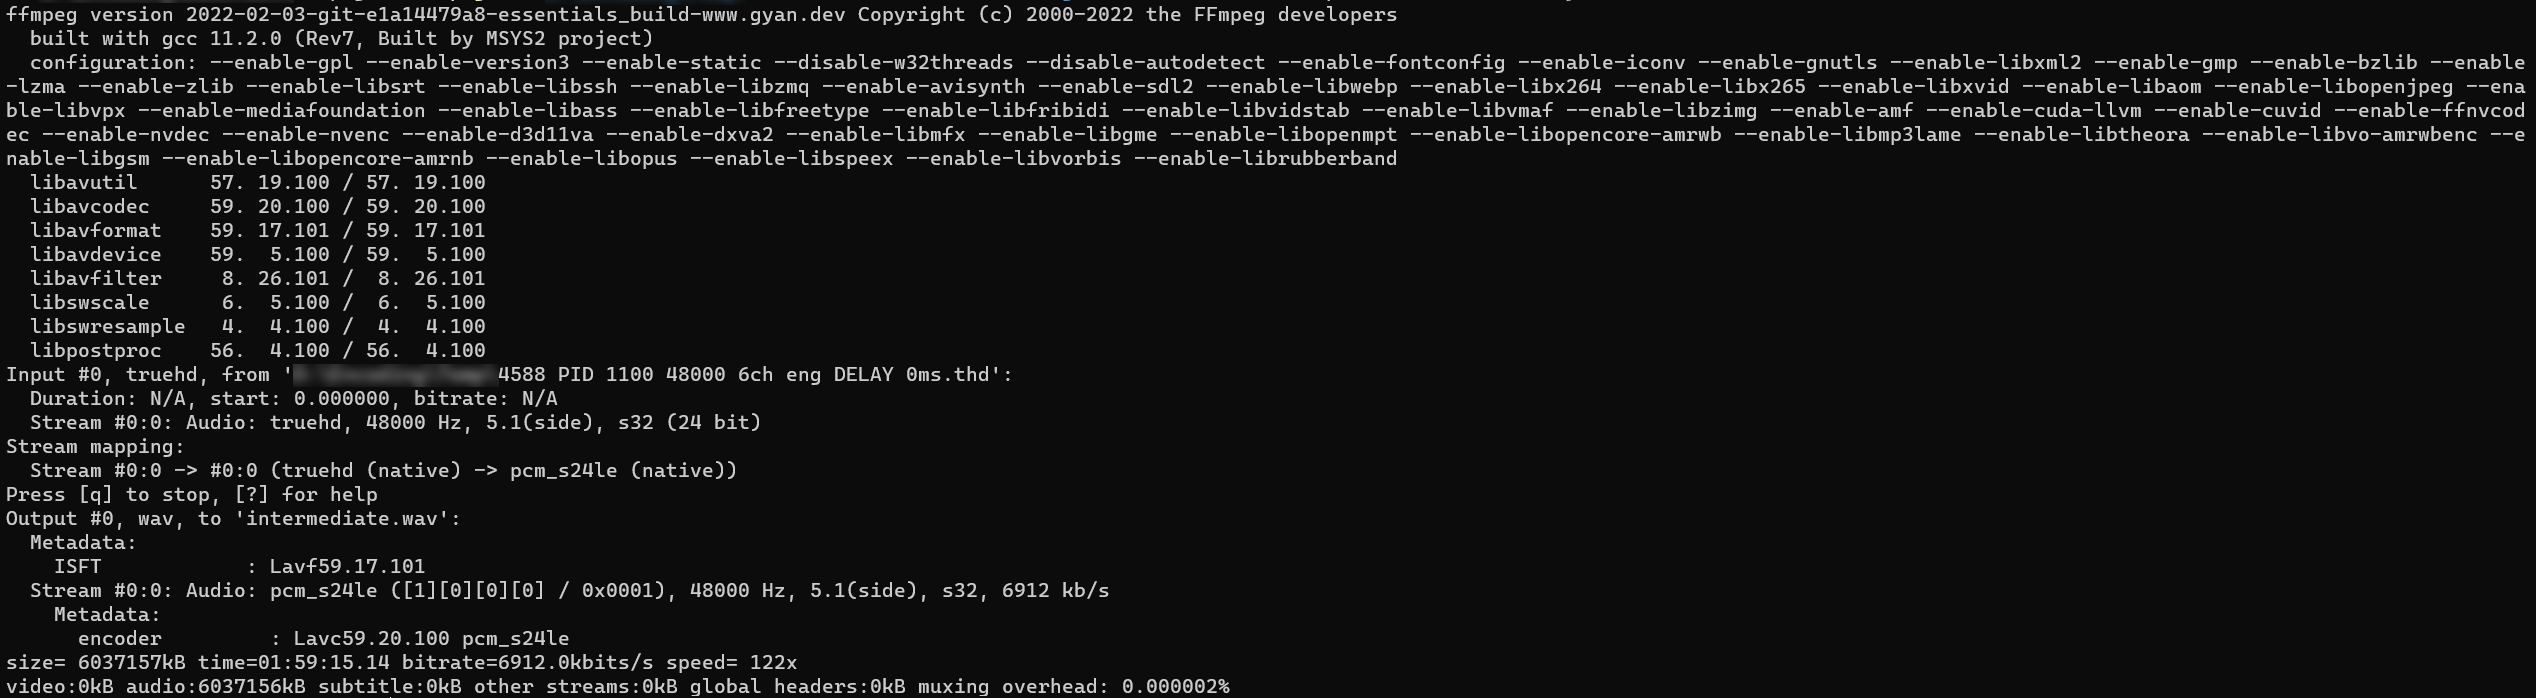 ffmpeg version 2022-02-03-git-e1a14479a8-essentials_build-www.gyan.dev Copyright (c) 2000-2022 the FFmpeg developers
  built with gcc 11.2.0 (Rev7, Built by MSYS2 project)
  configuration: --enable-gpl --enable-version3 --enable-static --disable-w32threads --disable-autodetect --enable-fontconfig --enable-iconv --enable-gnutls --enable-libxml2 --enable-gmp --enable-bzlib --enable
-lzma --enable-zlib --enable-libsrt --enable-libssh --enable-libzmq --enable-avisynth --enable-sdl2 --enable-libwebp --enable-libx264 --enable-libx265 --enable-libxvid --enable-libaom --enable-libopenjpeg --ena
ble-libvpx --enable-mediafoundation --enable-libass --enable-libfreetype --enable-libfribidi --enable-libvidstab --enable-libvmaf --enable-libzimg --enable-amf --enable-cuda-llvm --enable-cuvid --enable-ffnvcod
ec --enable-nvdec --enable-nvenc --enable-d3d11va --enable-dxva2 --enable-libmfx --enable-libgme --enable-libopenmpt --enable-libopencore-amrwb --enable-libmp3lame --enable-libtheora --enable-libvo-amrwbenc --e
nable-libgsm --enable-libopencore-amrnb --enable-libopus --enable-libspeex --enable-libvorbis --enable-librubberband
  libavutil      57. 19.100 / 57. 19.100
  libavcodec     59. 20.100 / 59. 20.100
  libavformat    59. 17.101 / 59. 17.101
  libavdevice    59.  5.100 / 59.  5.100
  libavfilter     8. 26.101 /  8. 26.101
  libswscale      6.  5.100 /  6.  5.100
  libswresample   4.  4.100 /  4.  4.100
  libpostproc    56.  4.100 / 56.  4.100
Input #0, truehd, from '4588 PID 1100 48000 6ch eng DELAY 0ms.thd':
  Duration: N/A, start: 0.000000, bitrate: N/A
  Stream #0:0: Audio: truehd, 48000 Hz, 5.1(side), s32 (24 bit)
Stream mapping:
  Stream #0:0 -> #0:0 (truehd (native) -> pcm_s24le (native))
Press [q] to stop, [?] for help
Output #0, wav, to 'intermediate.wav':
  Metadata:
    ISFT            : Lavf59.17.101
  Stream #0:0: Audio: pcm_s24le ([1][0][0][0] / 0x0001), 48000 Hz, 5.1(side), s32, 6912 kb/s
    Metadata:
      encoder         : Lavc59.20.100 pcm_s24le
size= 6037157kB time=01:59:15.14 bitrate=6912.0kbits/s speed= 122x
video:0kB audio:6037156kB subtitle:0kB other streams:0kB global headers:0kB muxing overhead: 0.000002%